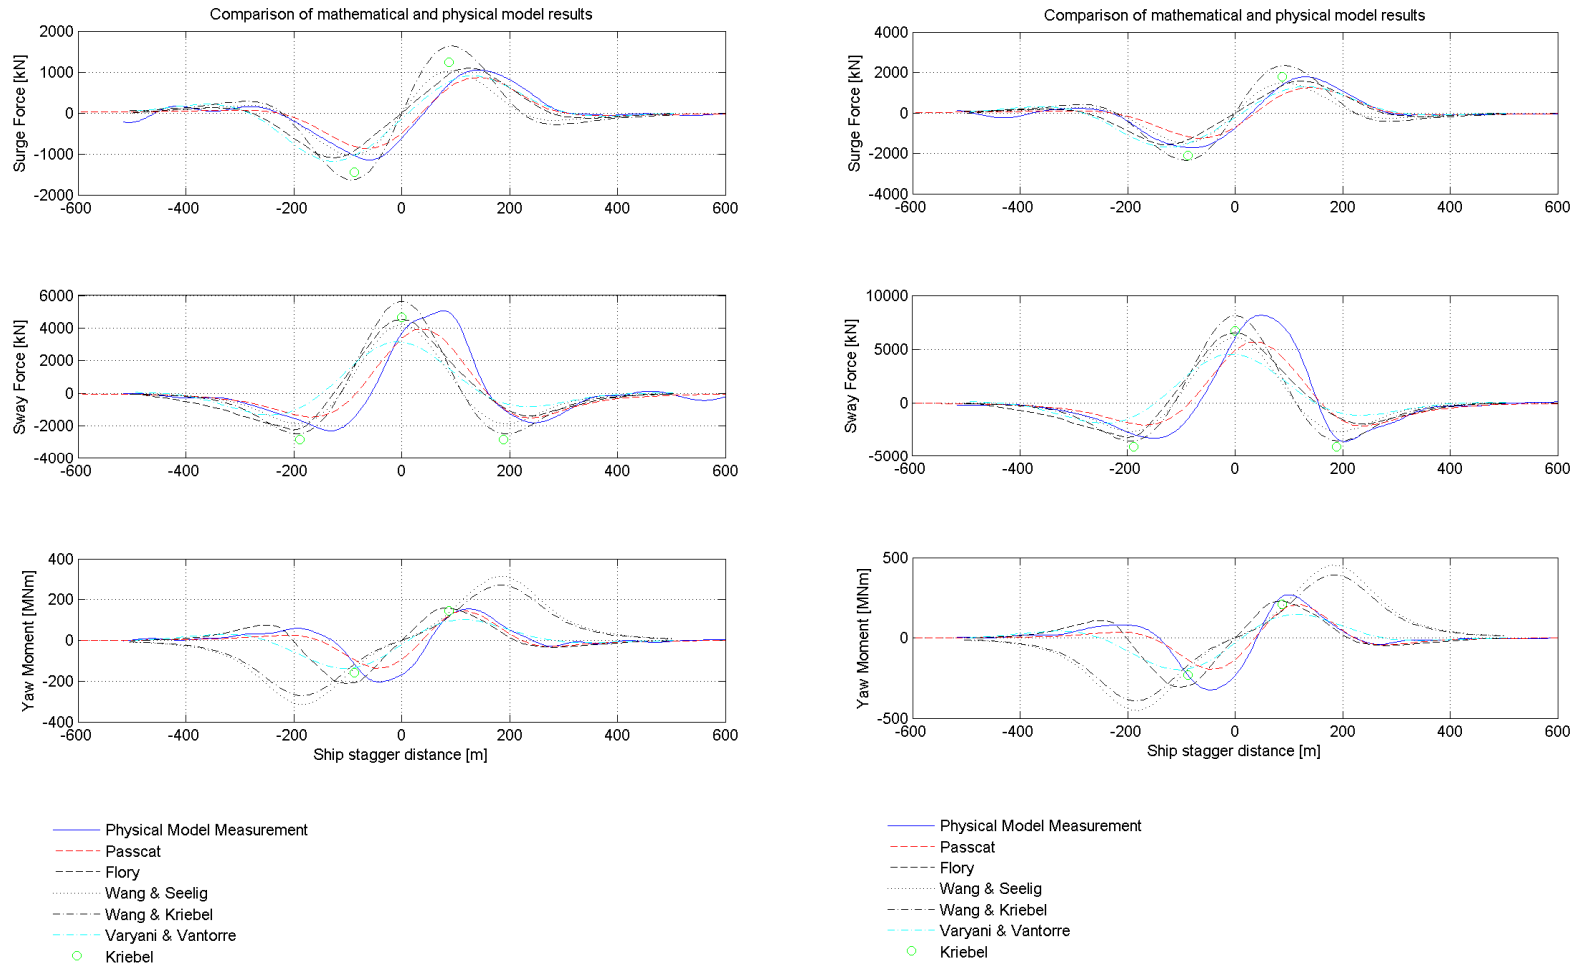 Comparison of mathematical and physical model results
Surge Force [kN]
2000
1000
0
-1000
-2000
-600 -400 -200 0 200 400 600
Sway Force [kN]
6000
4000
2000
0
-2000
-4000
-600 -400 -200 0 200 400 600
Yaw Moment [MNm]
400
200
0
-200
-400
-600 -400 -200 0 200 400 600
Ship stagger distance [m]
Physical Model Measurement
Passcat
Flory
Wang & Seelig
Wang & Kriebel
Varyani & Vantorre
Kriebel
Comparison of mathematical and physical model results
Surge Force [kN]
4000
2000
0
-2000
-4000
-600 -400 -200 0 200 400 600
Sway Force [kN]
10000
5000
0
-5000
-600 -400 -200 0 200 400 600
Yaw Moment [MNm]
500
0
-500
-600 -400 -200 0 200 400 600
Ship stagger distance [m]
Physical Model Measurement
Passcat
Flory
Wang & Seelig
Wang & Kriebel
Varyani & Vantorre
Kriebel